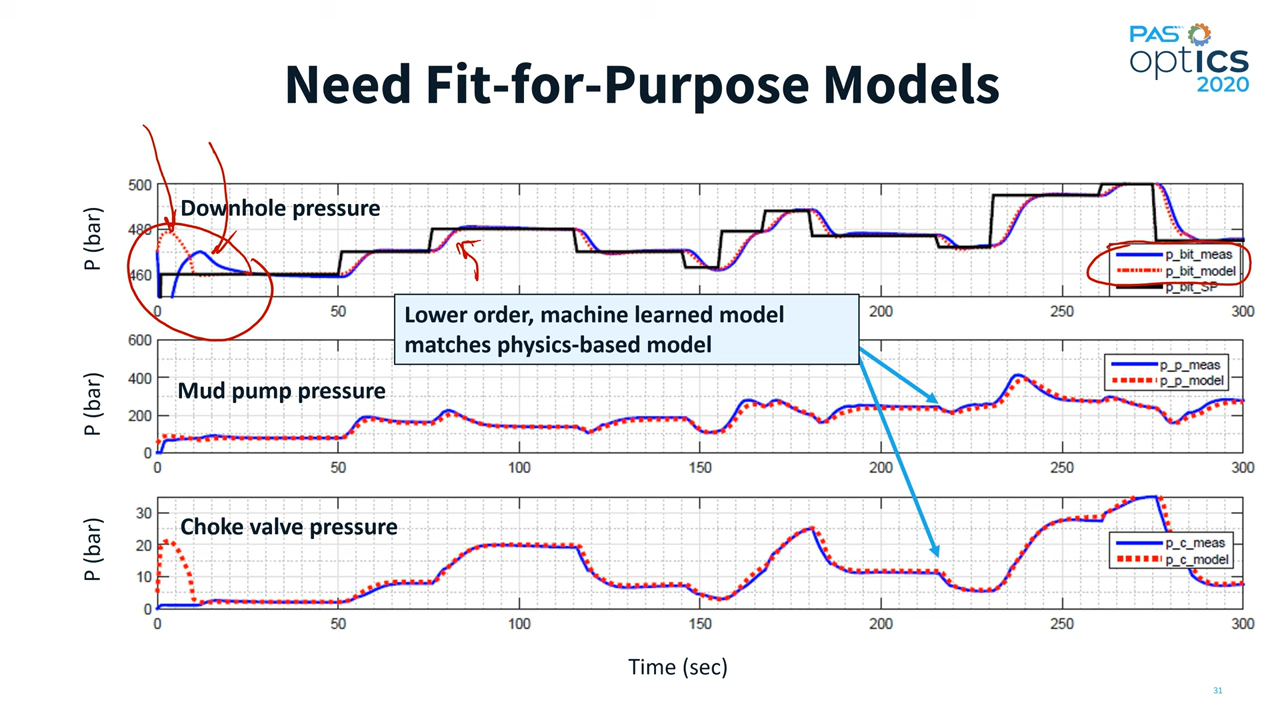 PAS
optICS
2020
Need Fit-for-Purpose Models
P (bar)
500
480
460
Downhole pressure
p_bit_meas
p_bit_model
p_bit_SP
0 50 100 150 200 250 300
Lower order, machine learned model
matches physics-based model
P (bar)
600
400
200
0
Mud pump pressure
p_p_meas
p_p_model
0 50 100 150 200 250 300
P (bar)
30
20
10
0
Choke valve pressure
p_c_meas
p_c_model
0 50 100 150 200 250 300
Time (sec)
31